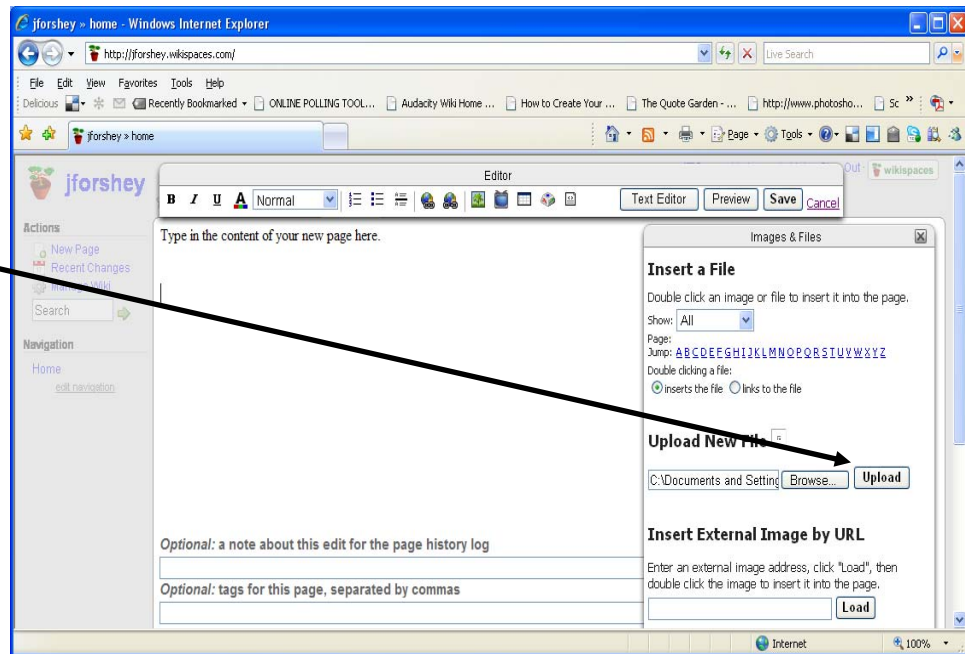 jforshey » home - Windows Internet Explorer
http://jforshey.wikispaces.com/
Live Search
File Edit View Favorites Tools Help
Delicious Recently Bookmarked ONLINE POLLING TOOL... Audacity Wiki Home ... How to Create Your ... The Quote Garden - ... http://www.photosho... Sc »
jforshey » home
Page Tools
Out wikispaces
jforshey
Editor
B I U A Normal Text Editor Preview Save Cancel
Actions
New Page
Recent Changes
Search
Navigation
Home
edit navigation
Type in the content of your new page here.
Optional: a note about this edit for the page history log
Optional: tags for this page, separated by commas
Images & Files
Insert a File
Double click an image or file to insert it into the page.
Show: All
Page:
Jump: A B C D E F G H I J K L M N O P Q R S T U V W X Y Z
Double clicking a file:
inserts the file links to the file
Upload New File
C:\Documents and Setting Browse... Upload
Insert External Image by URL
Enter an external image address, click "Load", then
double click the image to insert it into the page.
Load
Internet 100%